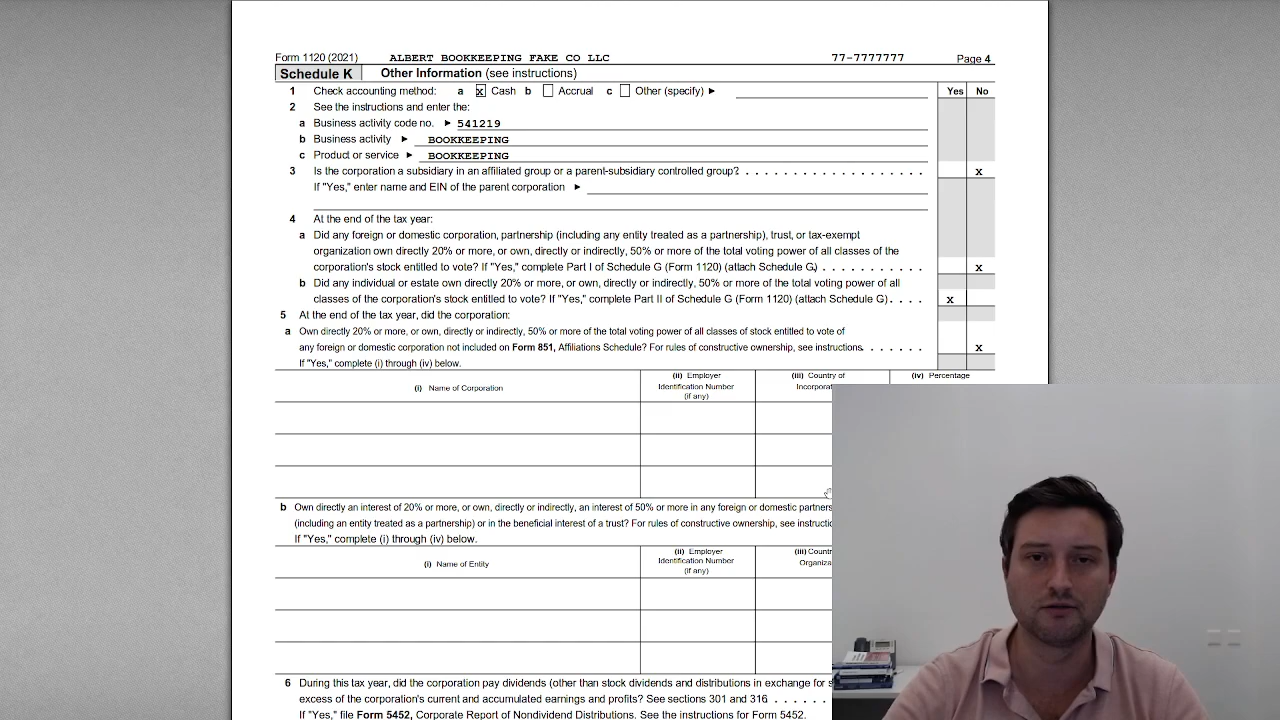 Form 1120 (2021) ALBERT BOOKKEEPING FAKE CO LLC 77-7777777 Page 4
Schedule K Other Information (see instructions)
1 Check accounting method: a x Cash b Accrual c Other (specify) ► Yes No
2 See the instructions and enter the:
a Business activity code no. ► 541219
b Business activity ► BOOKKEEPING
c Product or service ► BOOKKEEPING
3 Is the corporation a subsidiary in an affiliated group or a parent-subsidiary controlled group? . . . . . . . . . . . . . . . . . . . x
If "Yes," enter name and EIN of the parent corporation ►
4 At the end of the tax year:
a Did any foreign or domestic corporation, partnership (including any entity treated as a partnership), trust, or tax-exempt
organization own directly 20% or more, or own, directly or indirectly, 50% or more of the total voting power of all classes of the
corporation's stock entitled to vote? If "Yes," complete Part I of Schedule G (Form 1120) (attach Schedule G) . . . . . . . . . . . x
b Did any individual or estate own directly 20% or more, or own, directly or indirectly, 50% or more of the total voting power of all
classes of the corporation's stock entitled to vote? If "Yes," complete Part II of Schedule G (Form 1120) (attach Schedule G) . . . . x
5 At the end of the tax year, did the corporation:
a Own directly 20% or more, or own, directly or indirectly, 50% or more of the total voting power of all classes of stock entitled to vote of
any foreign or domestic corporation not included on Form 851, Affiliations Schedule? For rules of constructive ownership, see instructions. . . . . . . x
If "Yes," complete (i) through (iv) below.
(i) Name of Corporation
(ii) Employer
Identification Number
(if any)
(iii) Country of
Incorporat
(iv) Percentage
b Own directly an interest of 20% or more, or own, directly or indirectly, an interest of 50% or more in any foreign or domestic partners
(including an entity treated as a partnership) or in the beneficial interest of a trust? For rules of constructive ownership, see instructio
If "Yes," complete (i) through (iv) below.
(i) Name of Entity
(ii) Employer
Identification Number
(if any)
(iii) Countr
Organiza
6 During this tax year, did the corporation pay dividends (other than stock dividends and distributions in exchange for s
excess of the corporation's current and accumulated earnings and profits? See sections 301 and 316 . . . . . .
If "Yes," file Form 5452, Corporate Report of Nondividend Distributions. See the instructions for Form 5452.